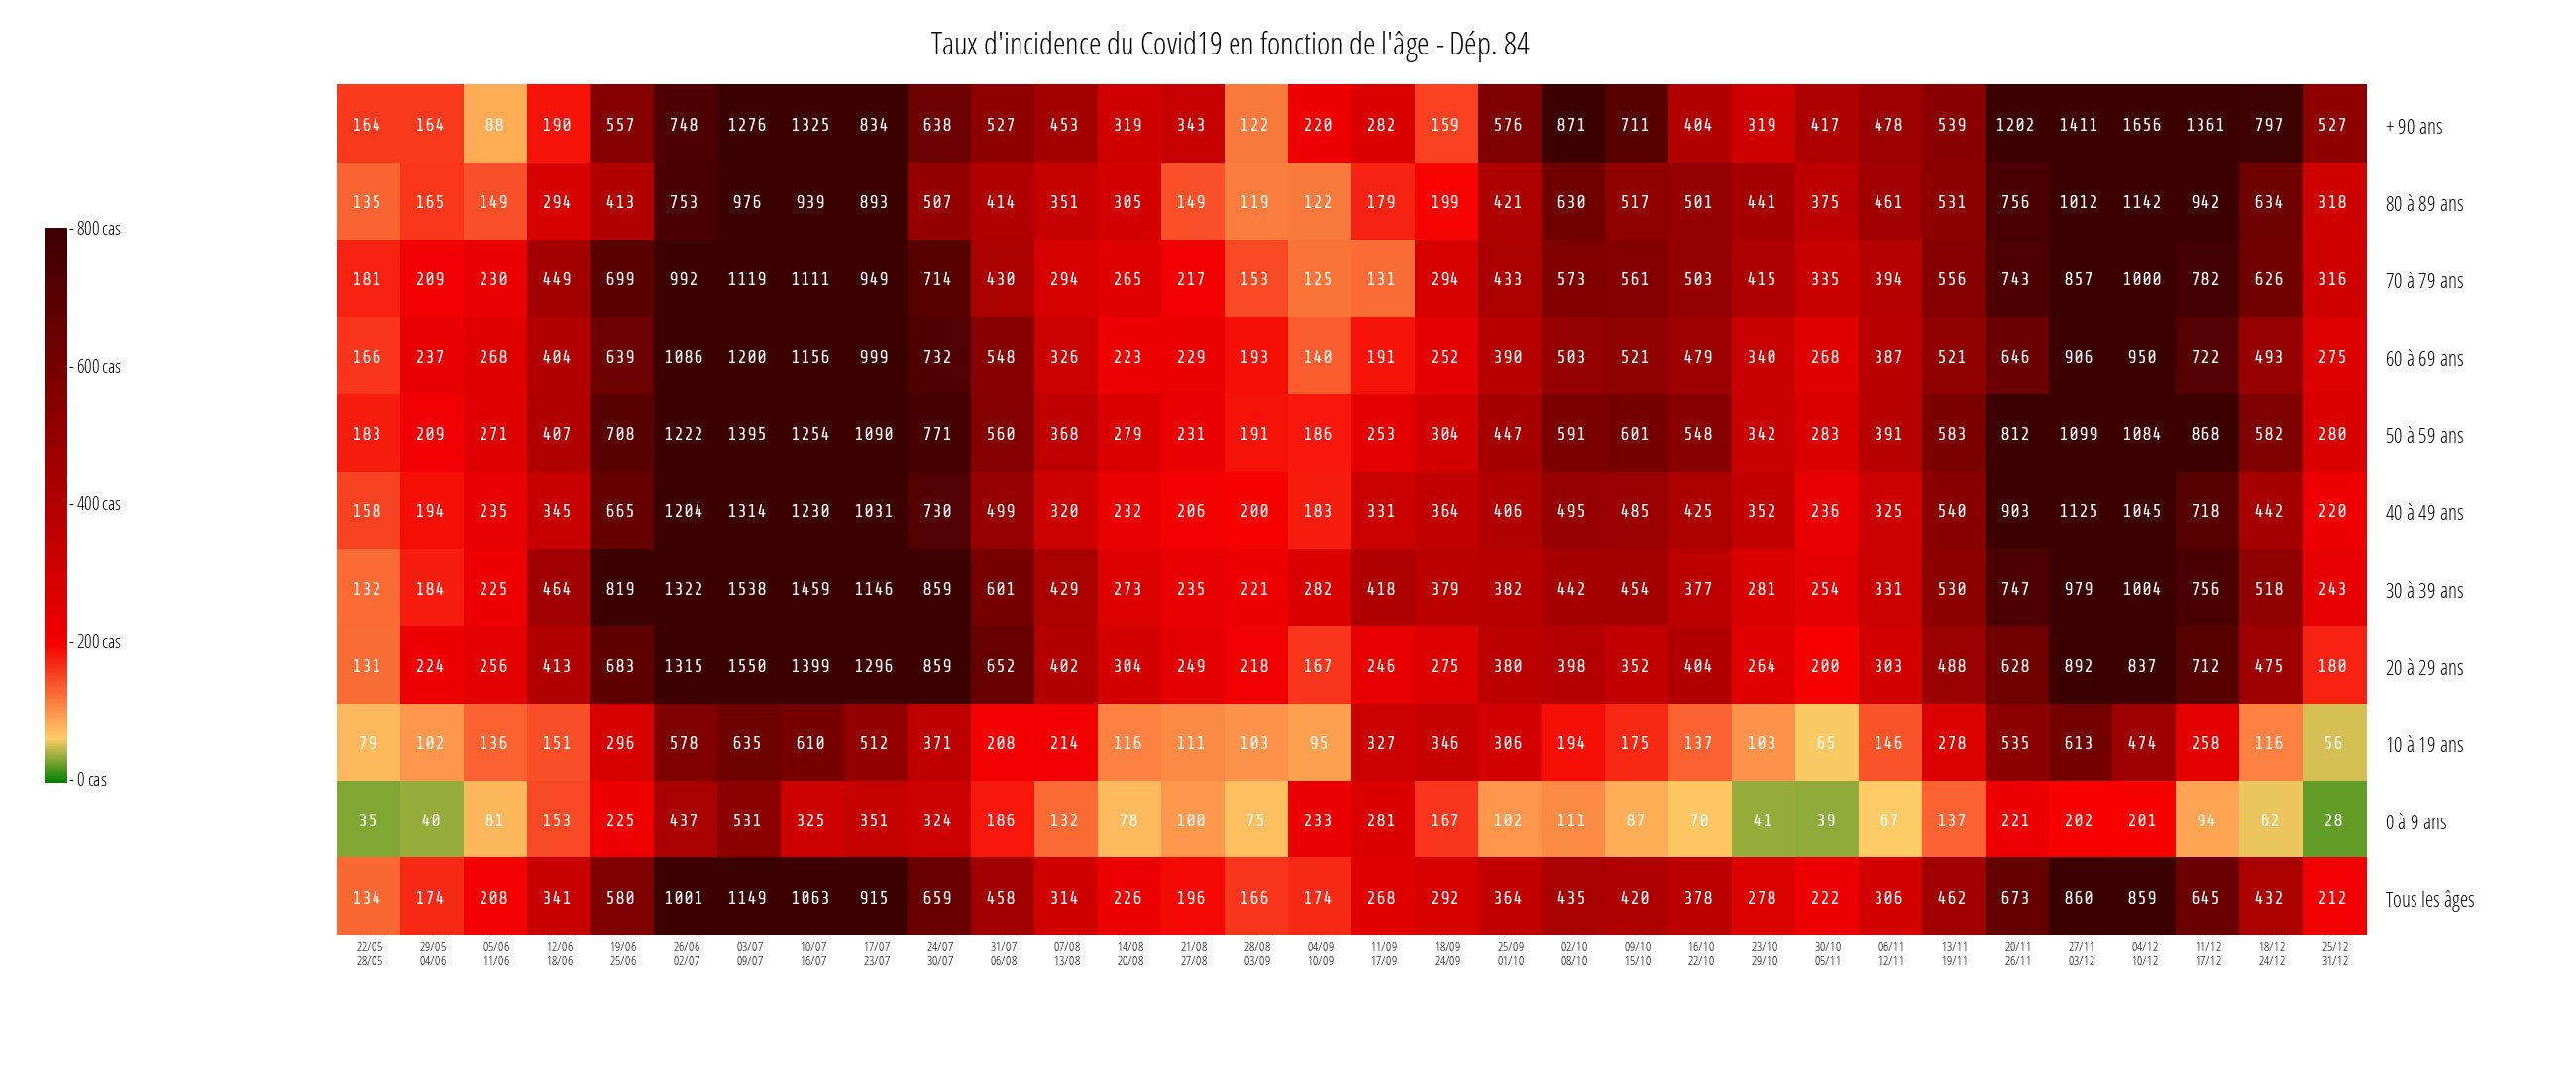 Taux d'incidence du Covid19 en fonction de l'âge - Dép. 84
164 164 88 190 557 748 1276 1325 834 638 527 453 319 343 122 220 282 159 576 871 711 404 319 417 478 539 1202 1411 1656 1361 797 527 + 90 ans
135 165 149 294 413 753 976 939 893 507 414 351 305 149 119 122 179 199 421 630 517 501 441 375 461 531 756 1012 1142 942 634 318 80 à 89 ans
- 800 cas
181 209 230 449 699 992 1119 1111 949 714 430 294 265 217 153 125 131 294 433 573 561 503 415 335 394 556 743 857 1000 782 626 316 70 à 79 ans
166 237 268 404 639 1086 1200 1156 999 732 548 326 223 229 193 140 191 252 390 503 521 479 340 268 387 521 646 906 950 722 493 275 60 à 69 ans
- 600 cas
183 209 271 407 708 1222 1395 1254 1090 771 560 368 279 231 191 186 253 304 447 591 601 548 342 283 391 583 812 1099 1084 868 582 280 50 à 59 ans
- 400 cas
158 194 235 345 665 1204 1314 1230 1031 730 499 320 232 206 200 183 331 364 406 495 485 425 352 236 325 540 903 1125 1045 718 442 220 40 à 49 ans
132 184 225 464 819 1322 1538 1459 1146 859 601 429 273 235 221 282 418 379 382 442 454 377 281 254 331 530 747 979 1004 756 518 243 30 à 39 ans
- 200 cas
131 224 256 413 683 1315 1550 1399 1296 859 652 402 304 249 218 167 246 275 380 398 352 404 264 200 303 488 628 892 837 712 475 180 20 à 29 ans
79 102 136 151 296 578 635 610 512 371 208 214 116 111 103 95 327 346 306 194 175 137 103 65 146 278 535 613 474 258 116 56 10 à 19 ans
- 0 cas
35 40 81 153 225 437 531 325 351 324 186 132 78 100 75 233 281 167 102 111 87 70 41 39 67 137 221 202 201 94 62 28 0 à 9 ans
134 174 208 341 580 1001 1149 1063 915 659 458 314 226 196 166 174 268 292 364 435 420 378 278 222 306 462 673 860 859 645 432 212 Tous les âges
22/05 29/05 05/06 12/06 19/06 26/06 03/07 10/07 17/07 24/07 31/07 07/08 14/08 21/08 28/08 04/09 11/09 18/09 25/09 02/10 09/10 16/10 23/10 30/10 06/11 13/11 20/11 27/11 04/12 11/12 18/12 25/12
28/05 04/06 11/06 18/06 25/06 02/07 09/07 16/07 23/07 30/07 06/08 13/08 20/08 27/08 03/09 10/09 17/09 24/09 01/10 08/10 15/10 22/10 29/10 05/11 12/11 19/11 26/11 03/12 10/12 17/12 24/12 31/12